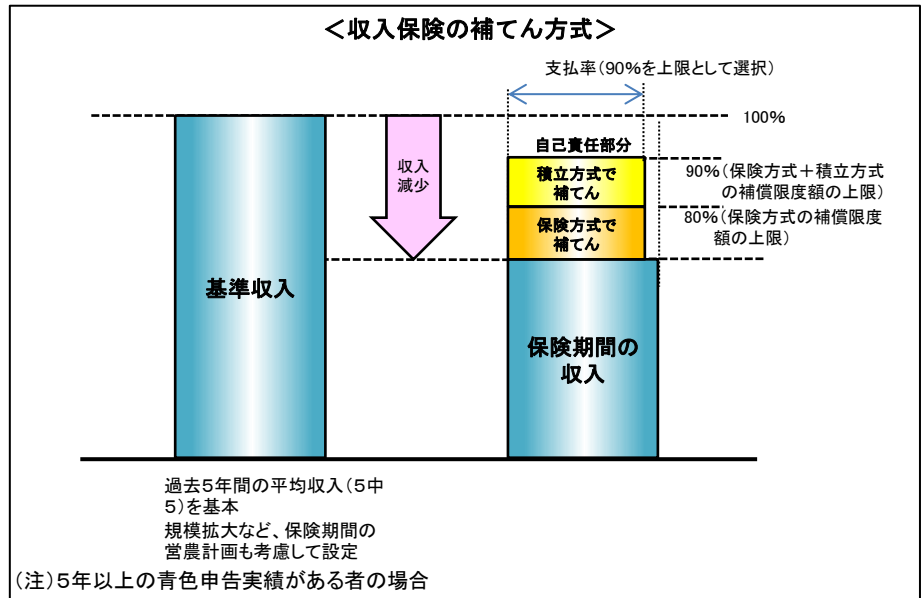 ＜収入保険の補てん方式＞
支払率（90％を上限として選択）
100％
自己責任部分
収入
減少
積立方式で
補てん
90％（保険方式＋積立方式
の補償限度額の上限）
保険方式で
補てん
80％（保険方式の補償限度
額の上限）
基準収入
保険期間の
収入
過去５年間の平均収入（５中
５）を基本
規模拡大など、保険期間の
営農計画も考慮して設定
（注）５年以上の青色申告実績がある者の場合